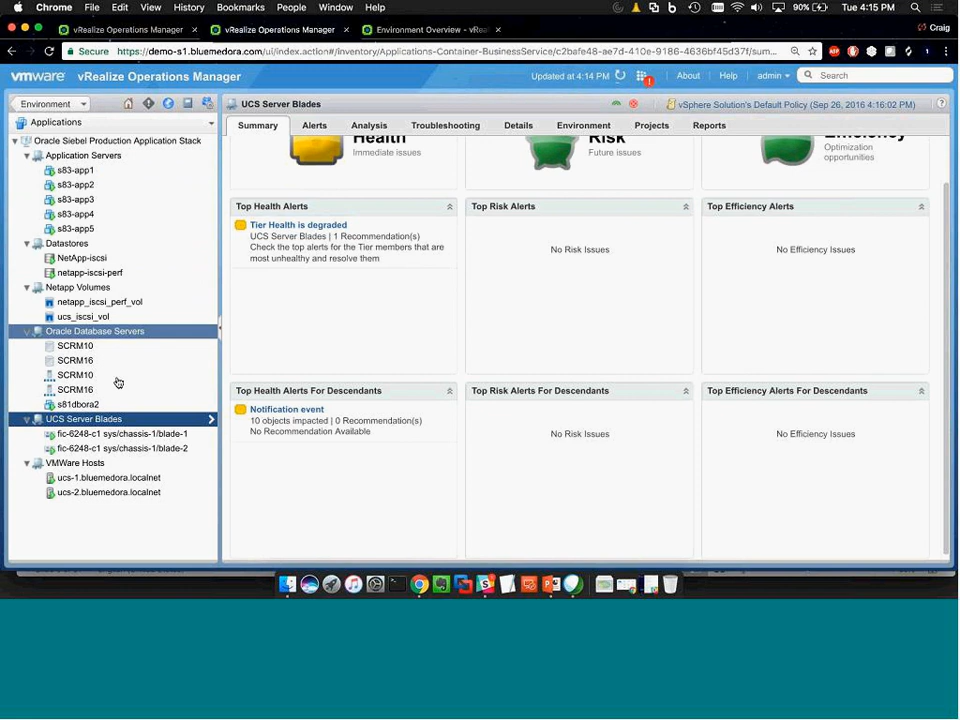 Chrome File Edit View History Bookmarks People Window Help 90% Tue 4:15 PM
vRealize Operations Manager × vRealize Operations Manager × Environment Overview - vReal ×
Craig
Secure https://demo-s1.bluemedora.com/ui/index.action#/inventory/Applications-Container-BusinessService/c2bafe48-ae7d-410e-9186-4636bf45d37f/sum... ABP 1
vmware vRealize Operations Manager
Updated at 4:14 PM About Help admin Search
Environment
UCS Server Blades
vSphere Solution's Default Policy (Sep 26, 2016 4:16:02 PM)
Applications
Summary Alerts Analysis Troubleshooting Details Environment Projects Reports
Oracle Siebel Production Application Stack
Application Servers
s83-app1
s83-app2
s83-app3
s83-app4
s83-app5
Datastores
NetApp-iscsi
netapp-iscsi-perf
Netapp Volumes
netapp_iscsi_perf_vol
ucs_iscsi_vol
Oracle Database Servers
SCRM10
SCRM16
SCRM10
SCRM16
s81dbora2
UCS Server Blades
fic-6248-c1 sys/chassis-1/blade-1
fic-6248-c1 sys/chassis-1/blade-2
VMWare Hosts
ucs-1.bluemedora.localnet
ucs-2.bluemedora.localnet
Health
Immediate issues
Risk
Future issues
Efficiency
Optimization
opportunities
Top Health Alerts
Tier Health is degraded
UCS Server Blades | 1 Recommendation(s)
Check the top alerts for the Tier members that are
most unhealthy and resolve them
Top Risk Alerts
No Risk Issues
Top Efficiency Alerts
No Efficiency Issues
Top Health Alerts For Descendants
Notification event
10 objects impacted | 0 Recommendation(s)
No Recommendation Available
Top Risk Alerts For Descendants
No Risk Issues
Top Efficiency Alerts For Descendants
No Efficiency Issues